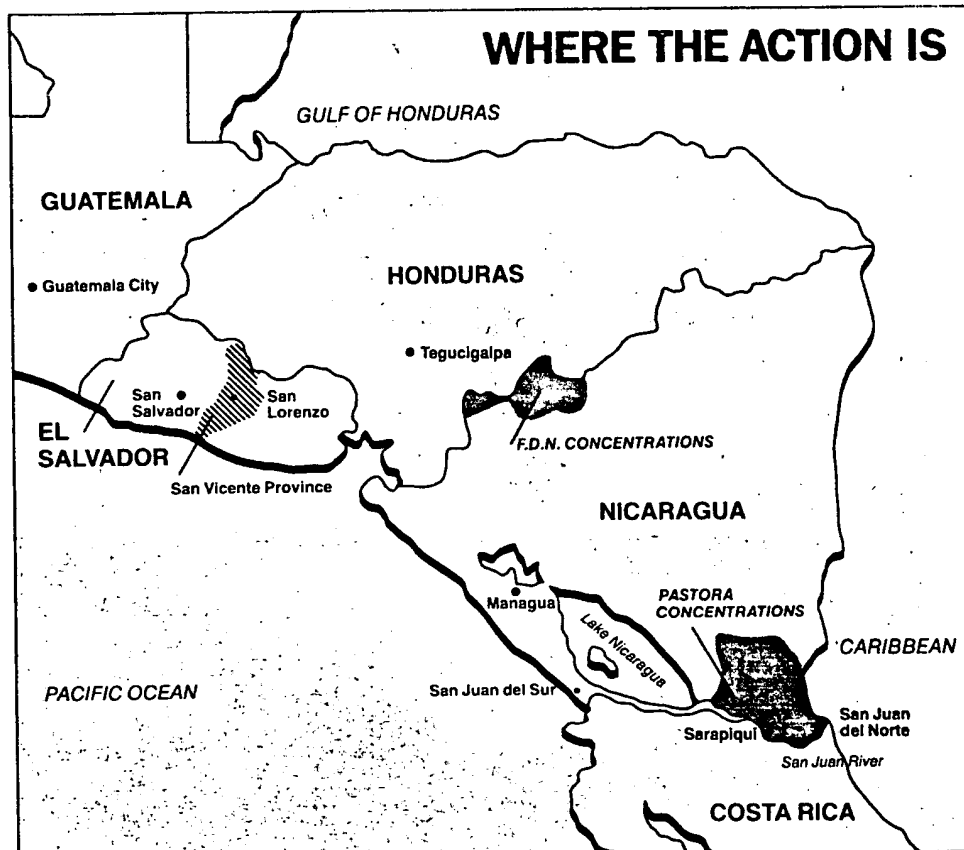 WHERE THE ACTION IS
GULF OF HONDURAS
GUATEMALA
HONDURAS
Guatemala City
Tegucigalpa
San
Salvador
San
Lorenzo
EL
SALVADOR
F.D.N. CONCENTRATIONS
San Vicente Province
NICARAGUA
Managua
PASTORA
CONCENTRATIONS
Lake Nicaragua
CARIBBEAN
PACIFIC OCEAN
San Juan del Sur
Sarapiqui
San Juan
del Norte
San Juan River
COSTA RICA